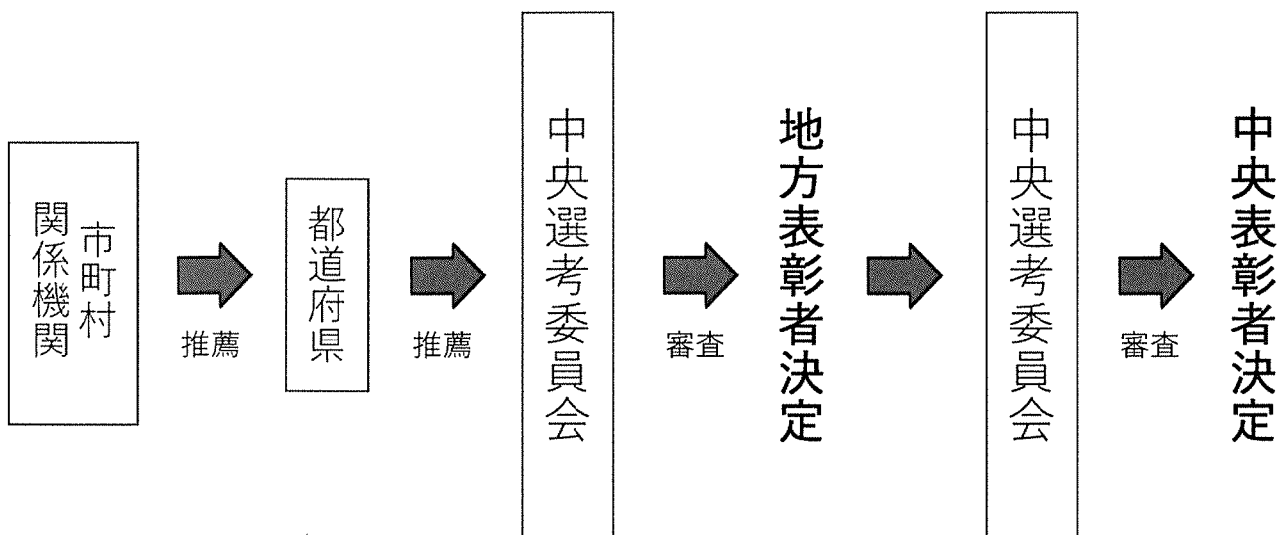 市町村
関係機関
推薦
都道府県
推薦
中央選考委員会
審査
地方表彰者決定
中央選考委員会
審査
中央表彰者決定